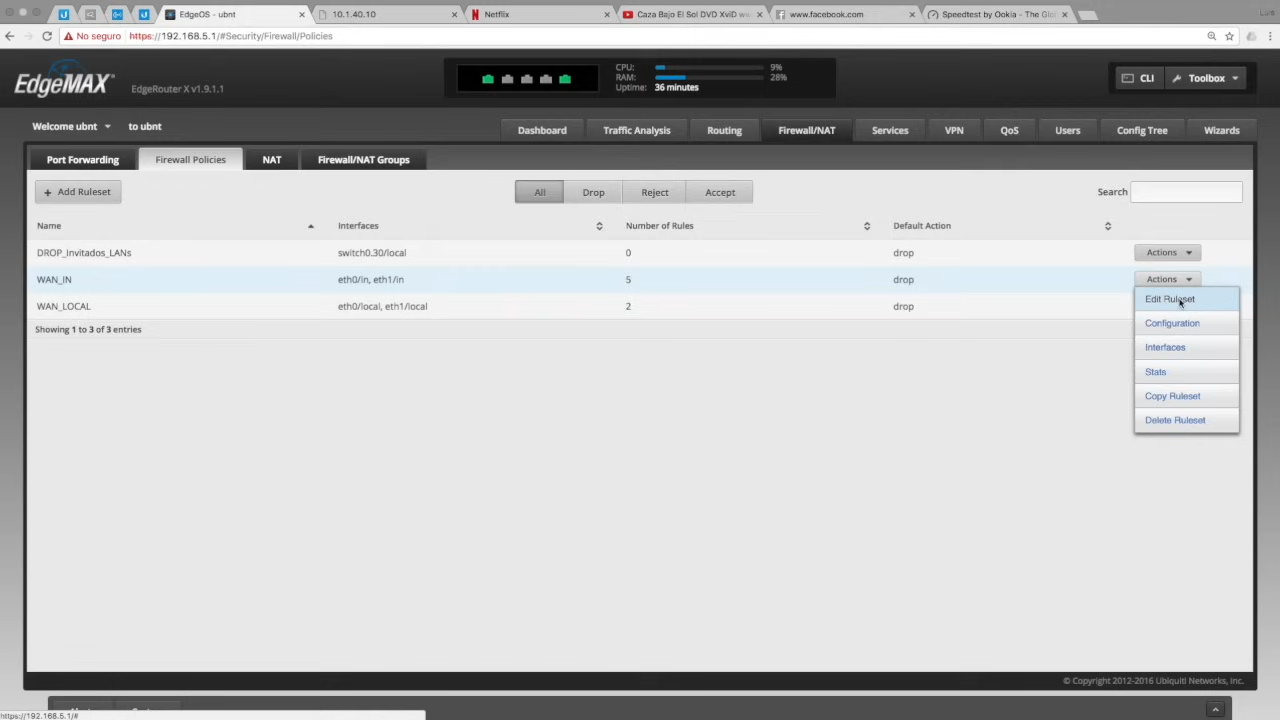 EdgeOS - ubnt
10.1.40.10
Netflix
Caza Bajo El Sol DVD XviD we
www.facebook.com
Speedtest by Ookla - The Glo
Luis
No seguro
https://192.168.5.1/#Security/Firewall/Policies
EdgeMAX
EdgeRouter X v1.9.1.1
CPU: 9%
RAM: 28%
Uptime: 36 minutes
CLI
Toolbox
Welcome ubnt
to ubnt
Dashboard
Traffic Analysis
Routing
Firewall/NAT
Services
VPN
QoS
Users
Config Tree
Wizards
Port Forwarding
Firewall Policies
NAT
Firewall/NAT Groups
+ Add Ruleset
All
Drop
Reject
Accept
Search
Name Interfaces Number of Rules Default Action
DROP_Invitados_LANs switch0.30/local 0 drop Actions
WAN_IN eth0/in, eth1/in 5 drop Actions
WAN_LOCAL eth0/local, eth1/local 2 drop
Edit Ruleset
Configuration
Interfaces
Stats
Copy Ruleset
Delete Ruleset
Showing 1 to 3 of 3 entries
© Copyright 2012-2016 Ubiquiti Networks, Inc.
https://192.168.5.1/#